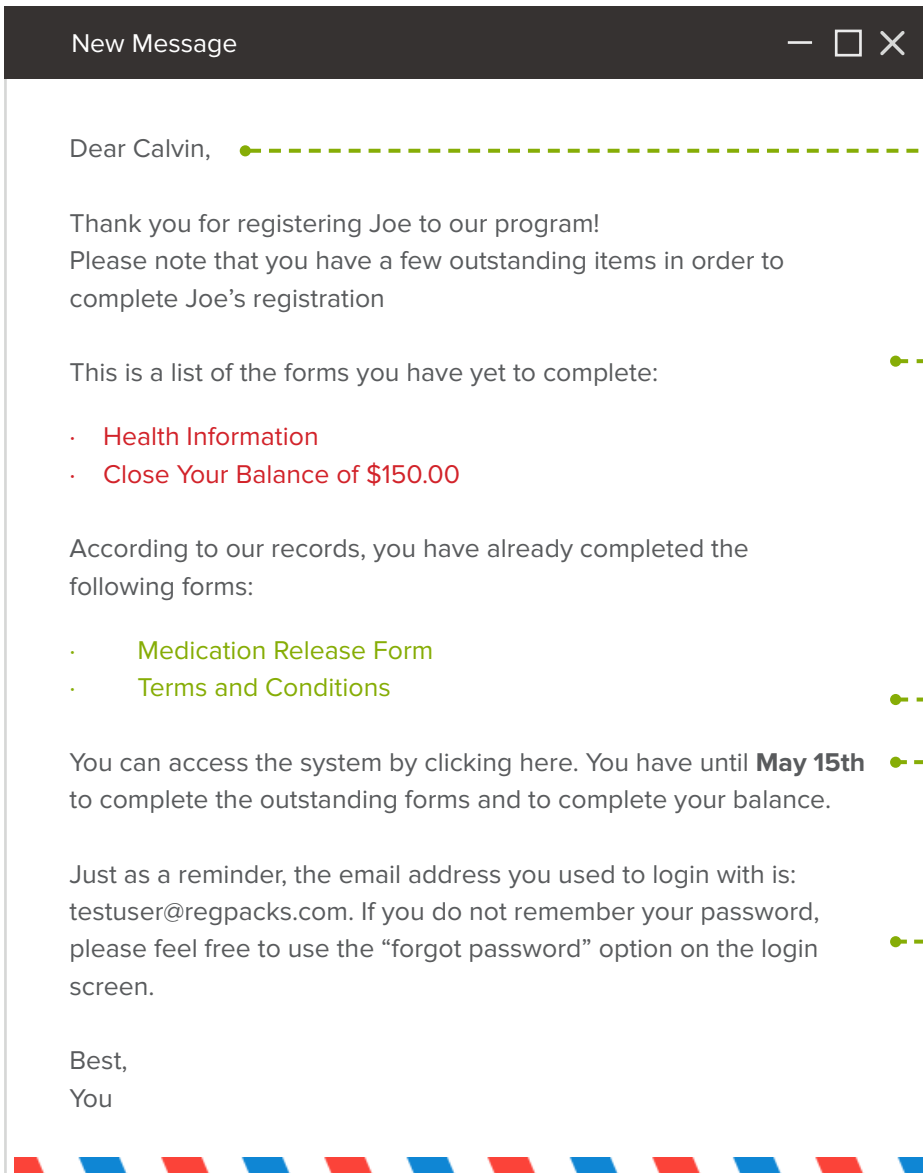 New Message
Dear Calvin,
Thank you for registering Joe to our program!
Please note that you have a few outstanding items in order to
complete Joe’s registration
This is a list of the forms you have yet to complete:
· Health Information
· Close Your Balance of $150.00
According to our records, you have already completed the
following forms:
· Medication Release Form
· Terms and Conditions
You can access the system by clicking here. You have until May 15th
to complete the outstanding forms and to complete your balance.
Just as a reminder, the email address you used to login with is:
testuser@regpacks.com. If you do not remember your password,
please feel free to use the “forgot password” option on the login
screen.
Best,
You